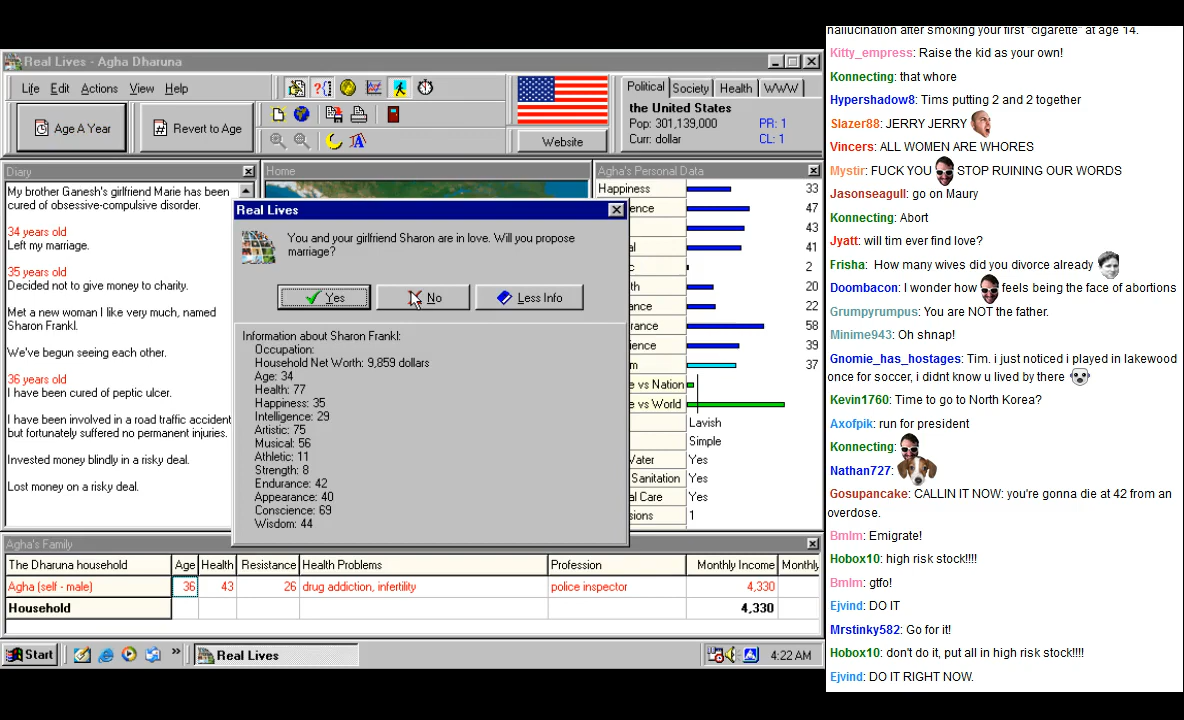 Real Lives - Agha Dharuna
Life Edit Actions View Help
Age A Year
Revert to Age
Website
Political Society Health WWW
the United States
Pop: 301,139,000 PR: 1
Curr: dollar CL: 1
Diary
My brother Ganesh's girlfriend Marie has been
cured of obsessive-compulsive disorder.
34 years old
Left my marriage.
35 years old
Decided not to give money to charity.
Met a new woman I like very much, named
Sharon Frankl.
We've begun seeing each other.
36 years old
I have been cured of peptic ulcer.
I have been involved in a road traffic accident
but fortunately suffered no permanent injuries.
Invested money blindly in a risky deal.
Lost money on a risky deal.
Home
Real Lives
You and your girlfriend Sharon are in love. Will you propose
marriage?
Yes
No
Less Info
Information about Sharon Frankl:
Occupation:
Household Net Worth: 9,859 dollars
Age: 34
Health: 77
Happiness: 35
Intelligence: 29
Artistic: 75
Musical: 56
Athletic: 11
Strength: 8
Endurance: 42
Appearance: 40
Conscience: 69
Wisdom: 44
Agha's Personal Data
Happiness 33
ence 47
43
al 41
c 2
th 20
ance 22
rance 58
ience 39
m 37
e vs Nation
e vs World
Lavish
Simple
Water Yes
Sanitation Yes
al Care Yes
sions 1
Agha's Family
The Dharuna household Age Health Resistance Health Problems Profession Monthly Income Monthly
Agha (self - male) 36 43 26 drug addiction, infertility police inspector 4,330
Household 4,330
Start
»
Real Lives
4:22 AM
hallucination after smoking your first "cigarette" at age 14.
Kitty_empress: Raise the kid as your own!
Konnecting: that whore
Hypershadow8: Tims putting 2 and 2 together
Slazer88: JERRY JERRY
Vincers: ALL WOMEN ARE WHORES
Mystir: FUCK YOU STOP RUINING OUR WORDS
Jasonseagull: go on Maury
Konnecting: Abort
Jyatt: will tim ever find love?
Frisha: How many wives did you divorce already
Doombacon: I wonder how feels being the face of abortions
Grumpyrumpus: You are NOT the father.
Minime943: Oh shnap!
Gnomie_has_hostages: Tim. i just noticed i played in lakewood
once for soccer, i didnt know u lived by there
Kevin1760: Time to go to North Korea?
Axofpik: run for president
Konnecting:
Nathan727:
Gosupancake: CALLIN IT NOW: you're gonna die at 42 from an
overdose.
Bmlm: Emigrate!
Hobox10: high risk stock!!!!
Bmlm: gtfo!
Ejvind: DO IT
Mrstinky582: Go for it!
Hobox10: don't do it, put all in high risk stock!!!!
Ejvind: DO IT RIGHT NOW.